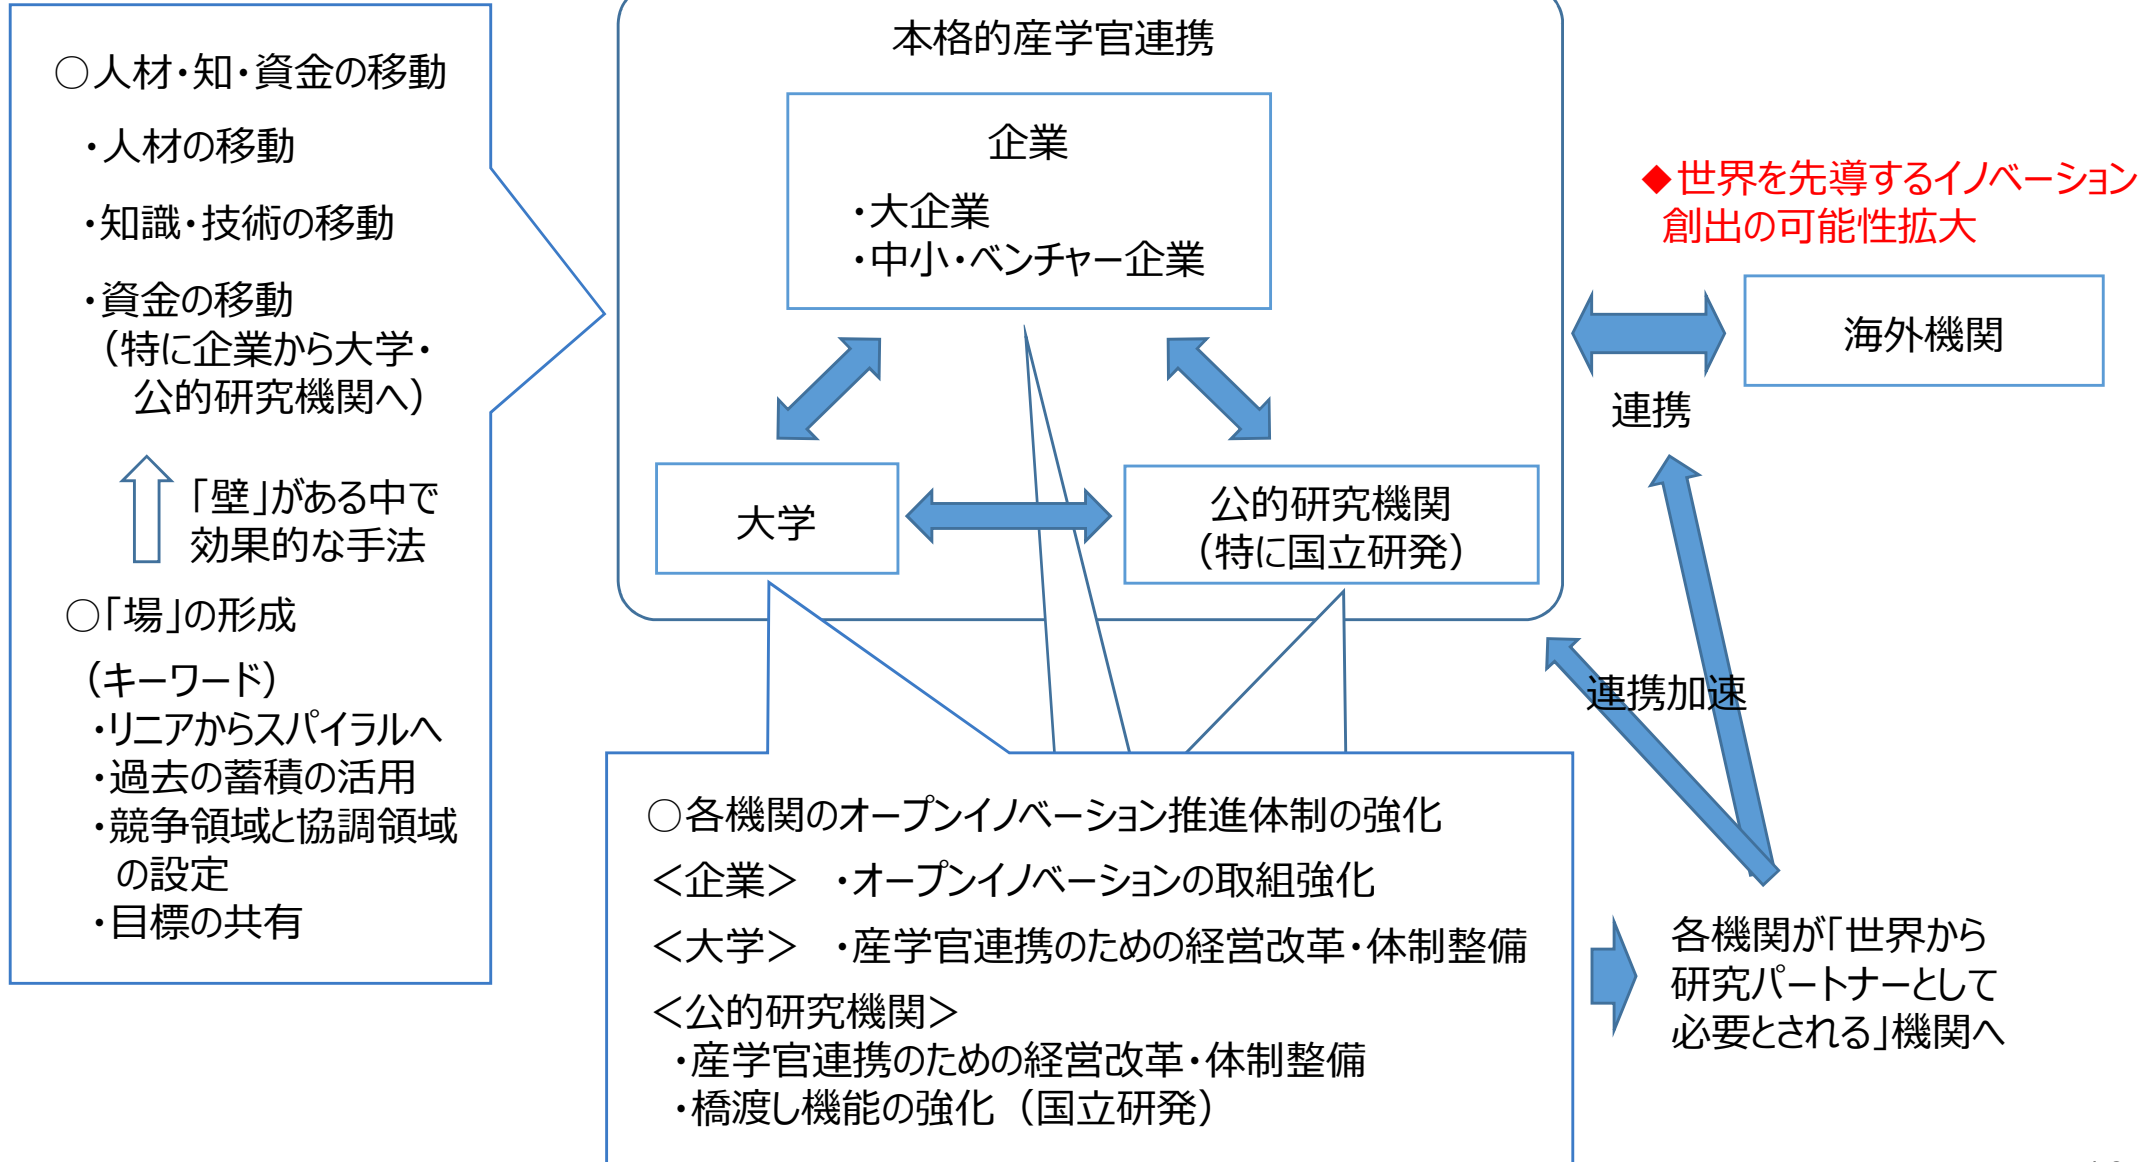 ○人材・知・資金の移動
・人材の移動
・知識・技術の移動
・資金の移動
（特に企業から大学・
公的研究機関へ）
「壁」がある中で
効果的な手法
○「場」の形成
（キーワード）
・リニアからスパイラルへ
・過去の蓄積の活用
・競争領域と協調領域
の設定
・目標の共有
本格的産学官連携
企業
・大企業
・中小・ベンチャー企業
大学
公的研究機関
（特に国立研発）
◆世界を先導するイノベーション
創出の可能性拡大
海外機関
連携
連携加速
○各機関のオープンイノベーション推進体制の強化
＜企業＞ ・オープンイノベーションの取組強化
＜大学＞ ・産学官連携のための経営改革・体制整備
＜公的研究機関＞
・産学官連携のための経営改革・体制整備
・橋渡し機能の強化（国立研発）
各機関が「世界から
研究パートナーとして
必要とされる」機関へ